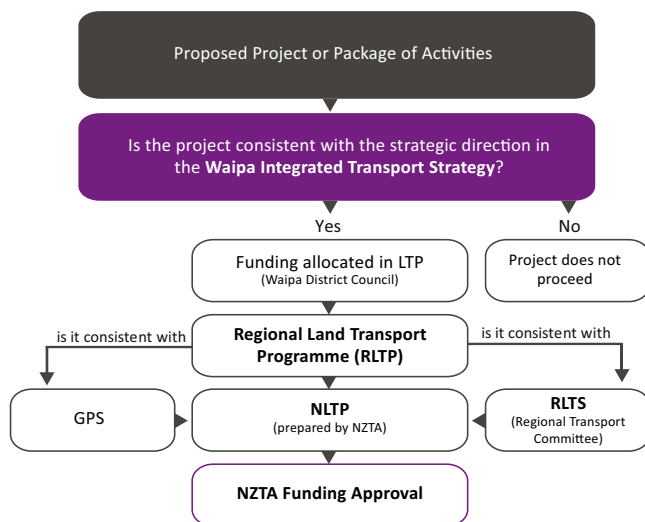 Proposed Project or Package of Activities
Is the project consistent with the strategic direction in
the Waipa Integrated Transport Strategy?
Yes
No
Funding allocated in LTP
(Waipa District Council)
Project does not
proceed
is it consistent with
Regional Land Transport
Programme (RLTP)
is it consistent with
GPS
NLTP
(prepared by NZTA)
RLTS
(Regional Transport
Committee)
NZTA Funding Approval